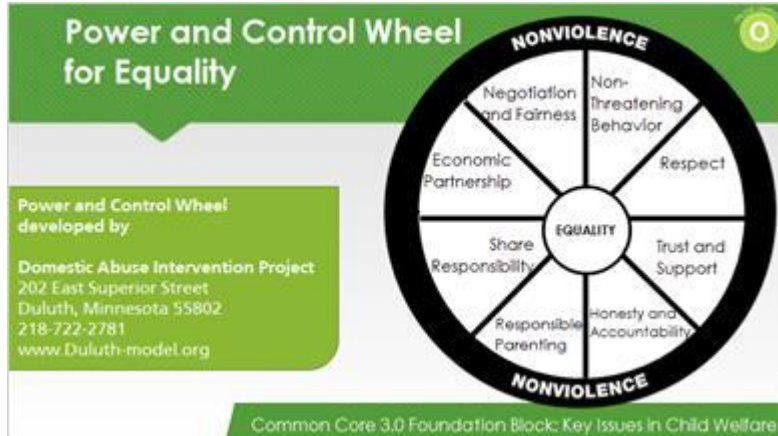 Power and Control Wheel
for Equality
Power and Control Wheel
developed by
Domestic Abuse Intervention Project
202 East Superior Street
Duluth, Minnesota 55802
218-722-2781
www.Duluth-model.org
NONVIOLENCE
Negotiation
and Fairness
Non-
Threatening
Behavior
Economic
Partnership
Respect
EQUALITY
Share
Responsibility
Trust and
Support
Responsible
Parenting
Honesty and
Accountability
NONVIOLENCE
Common Core 3.0 Foundation Block: Key Issues in Child Welfare